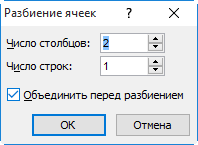 Разбиение ячеек ? ×
Число столбцов: 2
Число строк: 1
Объединить перед разбиением
ОК Отмена